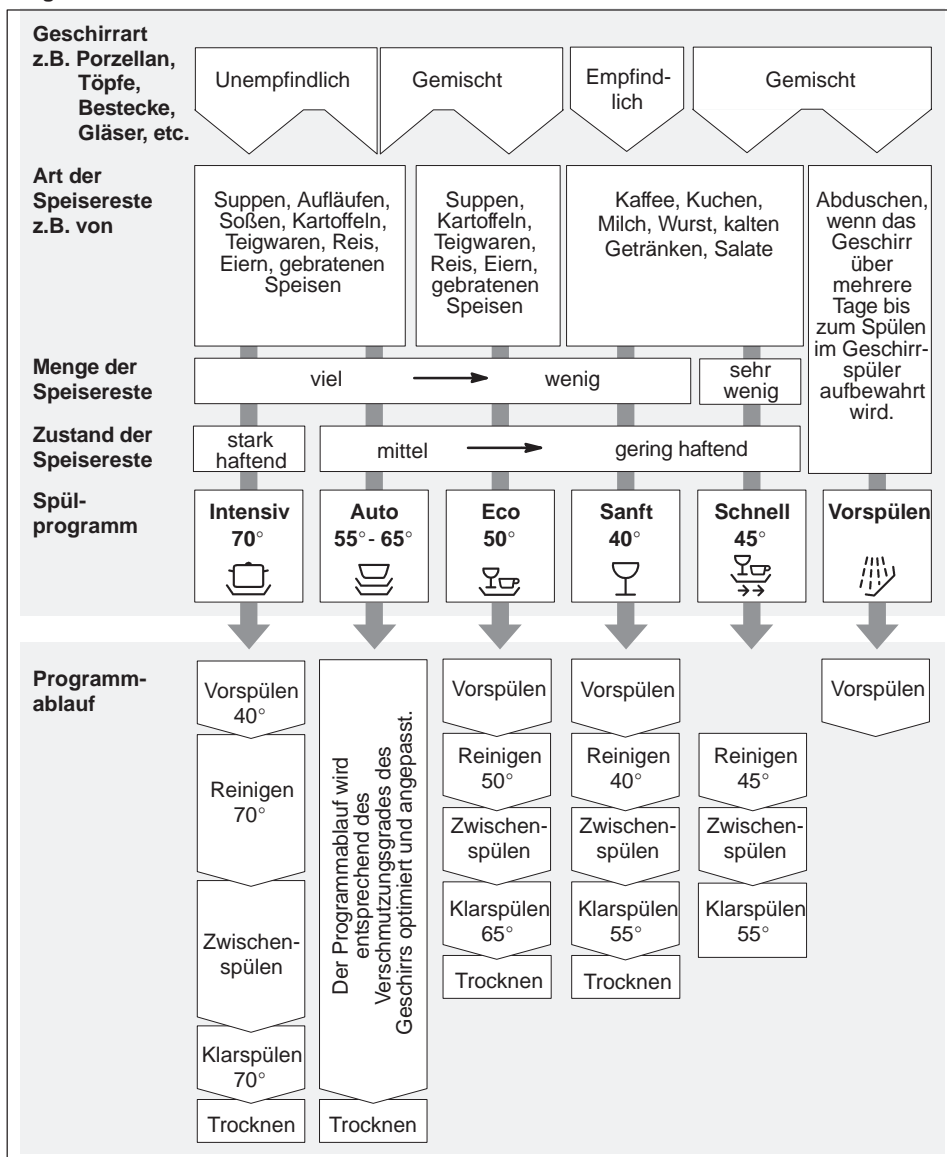 Geschirrart
z.B. Porzellan,
Töpfe,
Bestecke,
Gläser, etc.
Unempfindlich
Gemischt
Empfind-
lich
Gemischt
Art der
Speisereste
z.B. von
Suppen, Aufläufen,
Soßen, Kartoffeln,
Teigwaren, Reis,
Eiern, gebratenen
Speisen
Suppen,
Kartoffeln,
Teigwaren,
Reis, Eiern,
gebratenen
Speisen
Kaffee, Kuchen,
Milch, Wurst, kalten
Getränken, Salate
Abduschen,
wenn das
Geschirr
über
mehrere
Tage bis
zum Spülen
im Geschirr-
spüler
aufbewahrt
wird.
Menge der
Speisereste
viel → wenig
sehr
wenig
Zustand der
Speisereste
stark
haftend
mittel → gering haftend
Spül-
programm
Intensiv
70°
Auto
55°- 65°
Eco
50°
Sanft
40°
Schnell
45°
Vorspülen
Programm-
ablauf
Vorspülen
40°
Reinigen
70°
Zwischen-
spülen
Klarspülen
70°
Trocknen
Der Programmablauf wird
entsprechend des
Verschmutzungsgrades des
Geschirrs optimiert und angepasst.
Trocknen
Vorspülen
Reinigen
50°
Zwischen-
spülen
Klarspülen
65°
Trocknen
Vorspülen
Reinigen
40°
Zwischen-
spülen
Klarspülen
55°
Trocknen
Reinigen
45°
Zwischen-
spülen
Klarspülen
55°
Vorspülen